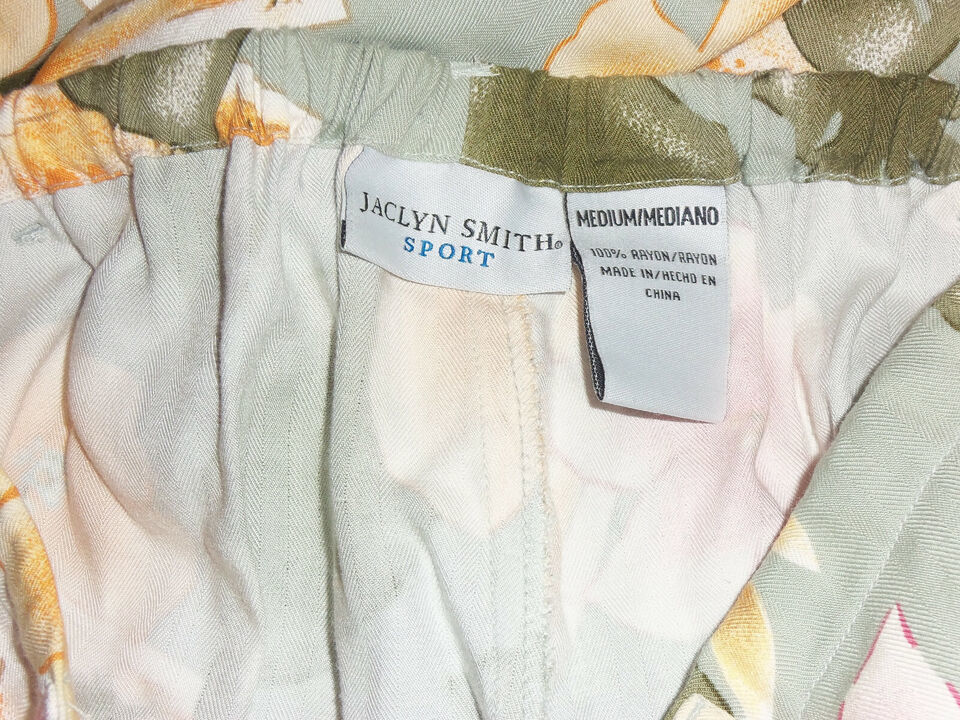 JACLYN SMITH®
SPORT
MEDIUM/MEDIANO
100% RAYON/RAYON
MADE IN/HECHO EN
CHINA